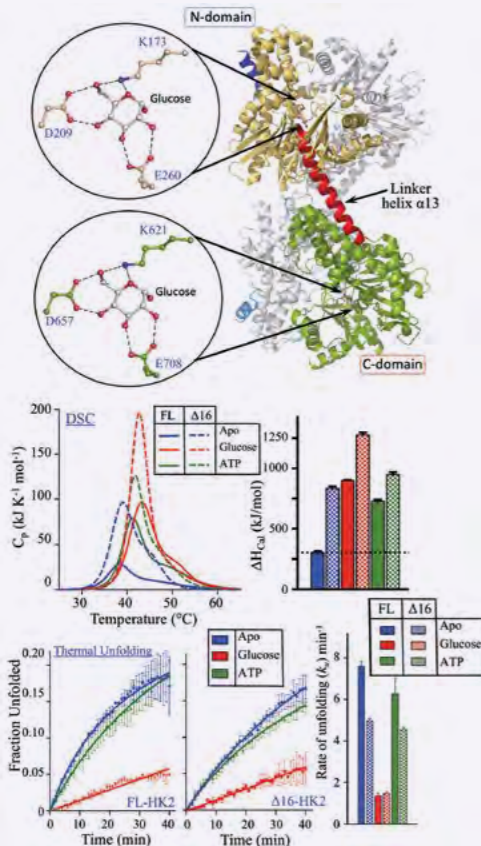 N-domain
K173
Glucose
D209
E260
Linker
helix α13
K621
Glucose
D657
E708
C-domain
DSC
FL Δ16
Apo
Glucose
ATP
Cp (kJ K-1 mol-1)
200
150
100
50
0
30 40 50 60
Temperature (°C)
ΔHCal (kJ/mol)
1250
1000
750
500
250
0
FL Δ16
Apo
Glucose
ATP
Thermal Unfolding
Apo
Glucose
ATP
Fraction Unfolded
0.20
0.15
0.10
0.05
0
FL-HK2
0 10 20 30 40
Time (min)
Δ16-HK2
0 10 20 30 40
Time (min)
Rate of unfolding (ku) min-1
8
6
4
2
0